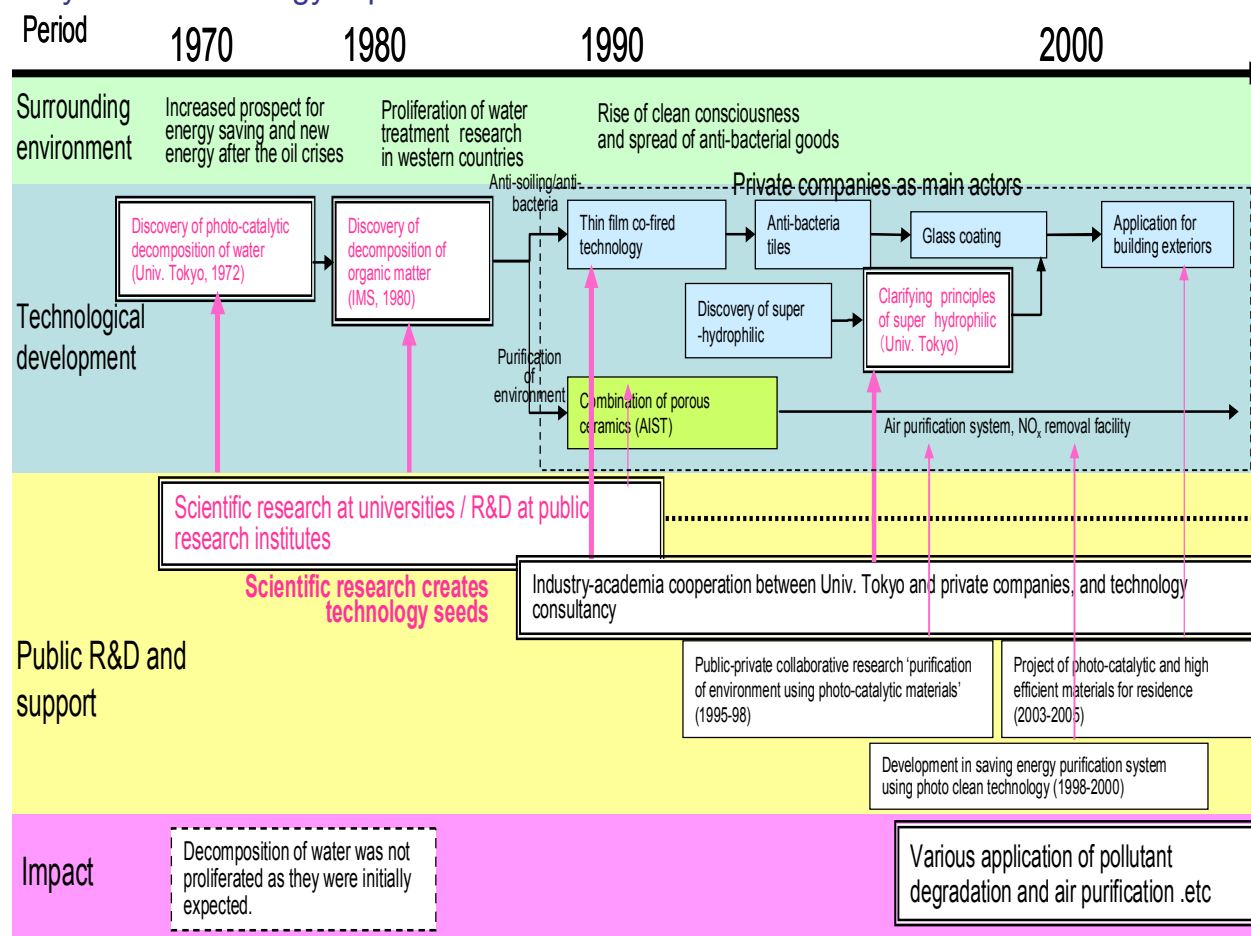 Period
1970
1980
1990
2000
Surrounding
environment
Increased prospect for
energy saving and new
energy after the oil crises
Proliferation of water
treatment research
in western countries
Rise of clean consciousness
and spread of anti-bacterial goods
Technological
development
Private companies as main actors
Anti-soiling/anti-
bacteria
Discovery of photo-catalytic
decomposition of water
(Univ. Tokyo, 1972)
Discovery of
decomposition of
organic matter
(IMS, 1980)
Thin film co-fired
technology
Anti-bacteria
tiles
Glass coating
Application for
building exteriors
Discovery of super
-hydrophilic
Clarifying principles
of super hydrophilic
(Univ. Tokyo)
Purification
of
environment
Combination of porous
ceramics (AIST)
Air purification system, NOx removal facility
Public R&D and
support
Scientific research at universities / R&D at public
research institutes
Scientific research creates
technology seeds
Industry-academia cooperation between Univ. Tokyo and private companies, and technology
consultancy
Public-private collaborative research ‘purification
of environment using photo-catalytic materials’
(1995-98)
Project of photo-catalytic and high
efficient materials for residence
(2003-2005)
Development in saving energy purification system
using photo clean technology (1998-2000)
Impact
Decomposition of water was not
proliferated as they were initially
expected.
Various application of pollutant
degradation and air purification .etc